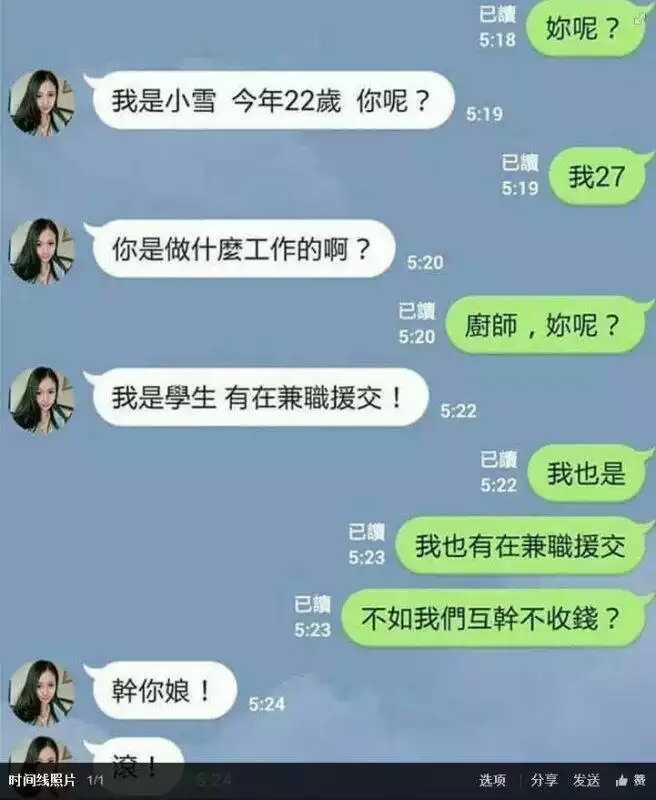 已讀
5:18
妳呢？
我是小雪 今年22歲 你呢？
5:19
已讀
5:19
我27
你是做什麼工作的啊？
5:20
已讀
5:20
廚師，妳呢？
我是學生 有在兼職援交！
5:22
已讀
5:22
我也是
已讀
5:23
我也有在兼職援交
已讀
5:23
不如我們互幹不收錢？
幹你娘！
5:24
滾！
5:24
时间线照片 1/1
选项 分享 发送 赞